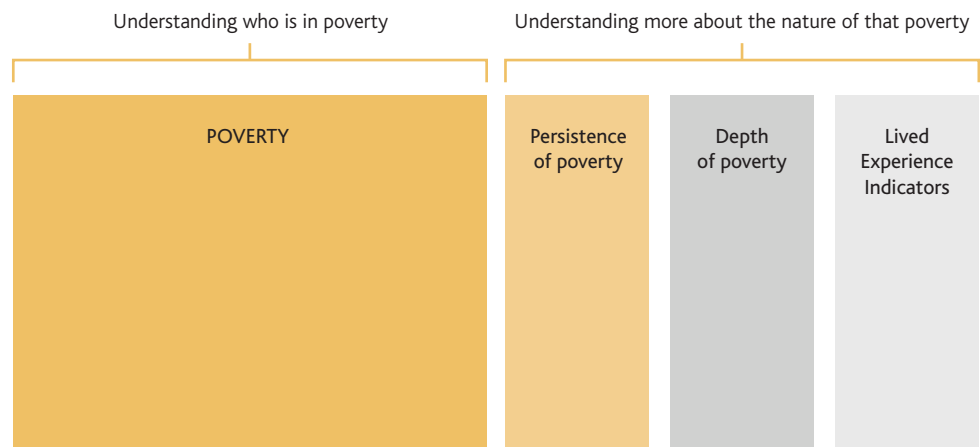 Understanding who is in poverty
Understanding more about the nature of that poverty
POVERTY
Persistence
of poverty
Depth
of poverty
Lived
Experience
Indicators